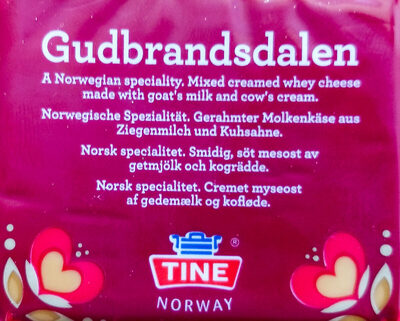 Gudbrandsdalen
A Norwegian speciality. Mixed creamed whey cheese
made with goat's milk and cow's cream.
Norwegische Spezialität. Gerahmter Molkenkäse aus
Ziegenmilch und Kuhsahne.
Norsk specialitet. Smidig, söt mesost av
getmjölk och kogrädde.
Norsk specialitet. Cremet myseost
af gedemælk og kofløde.
TINE ®
NORWAY